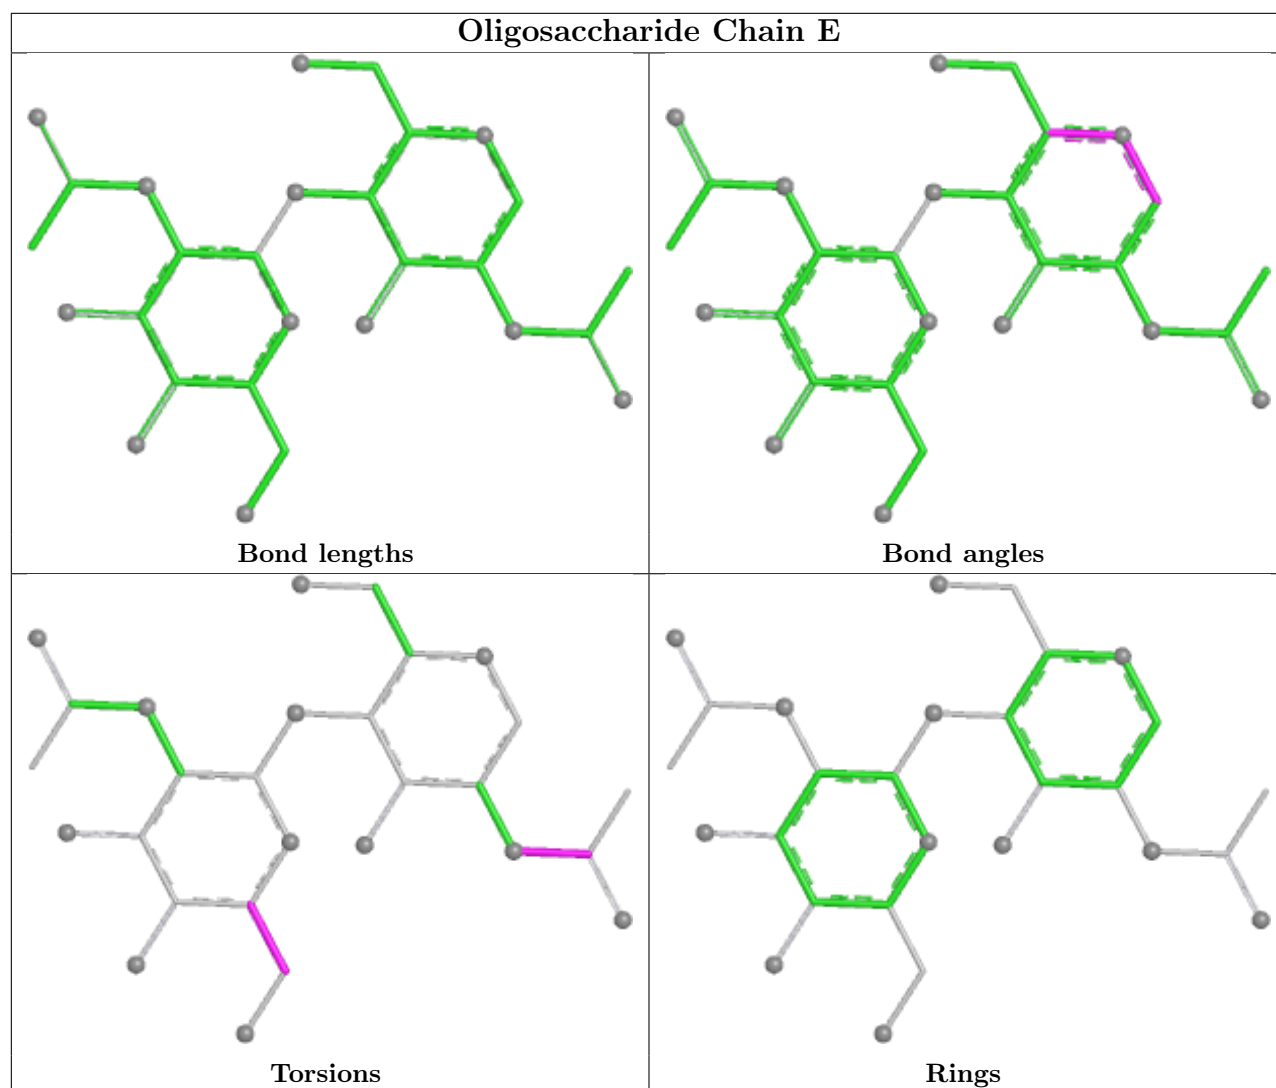 Oligosaccharide Chain E
Bond lengths
Bond angles
Torsions
Rings